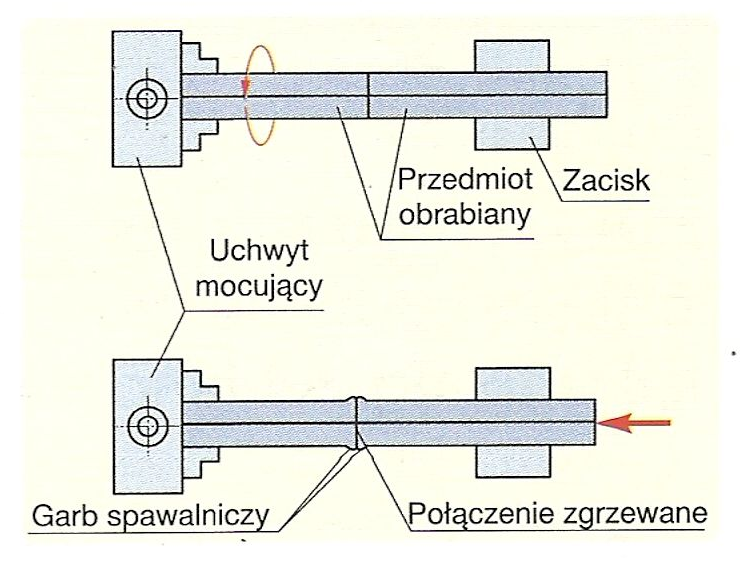 Przedmiot
obrabiany
Zacisk
Uchwyt
mocujący
Garb spawalniczy
Połączenie zgrzewane